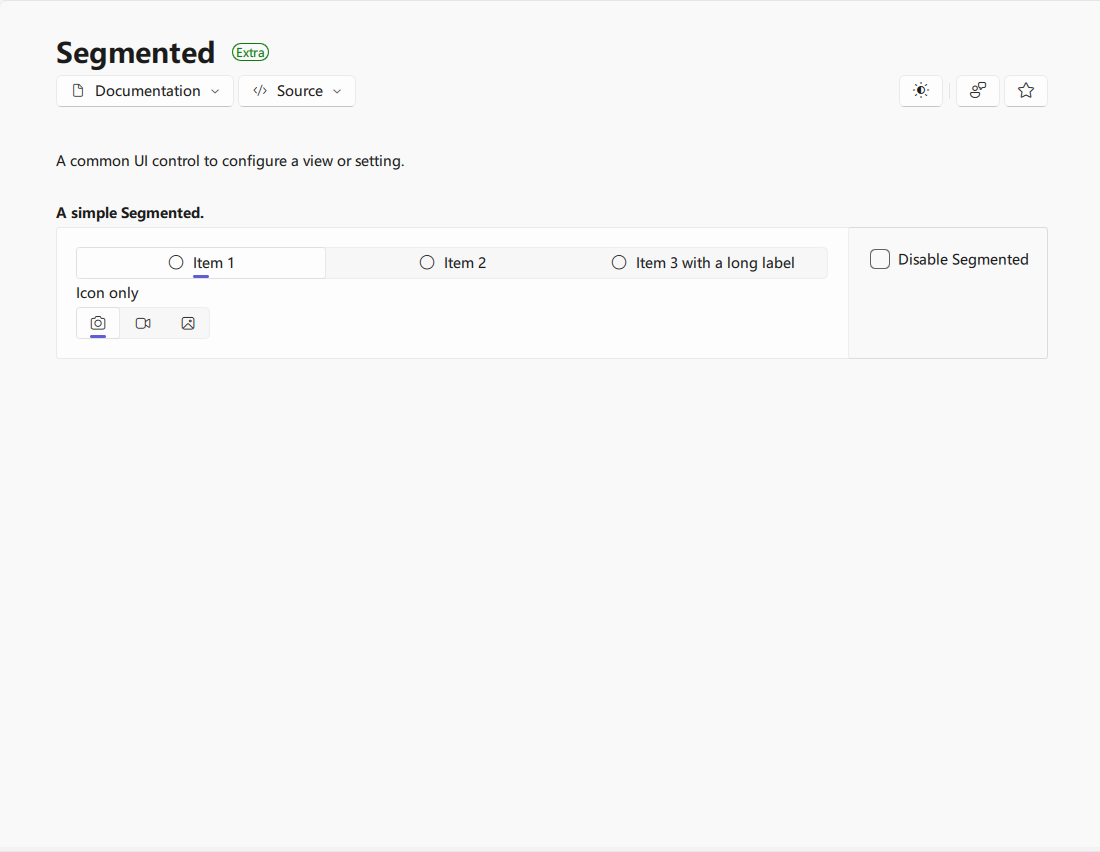 Segmented Extra
Documentation Source
A common UI control to configure a view or setting.
A simple Segmented.
Item 1 Item 2 Item 3 with a long label
Disable Segmented
Icon only